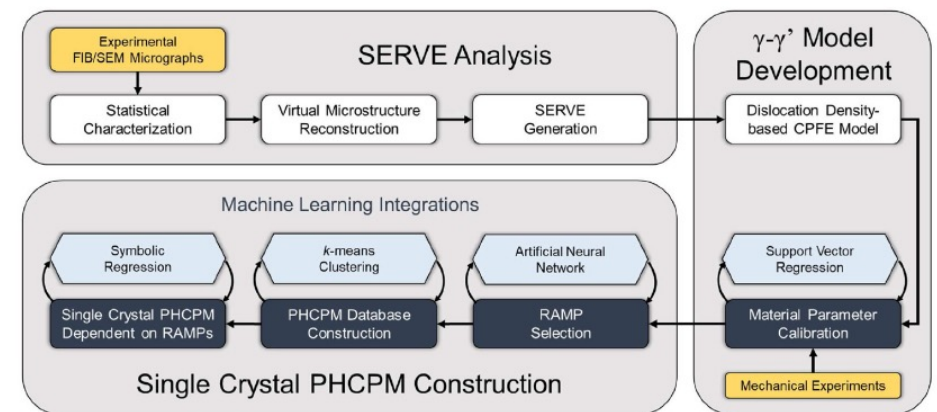 Experimental
FIB/SEM Micrographs
SERVE Analysis
Statistical
Characterization
Virtual Microstructure
Reconstruction
SERVE
Generation
γ-γ’ Model
Development
Dislocation Density-
based CPFE Model
Machine Learning Integrations
Symbolic
Regression
k-means
Clustering
Artificial Neural
Network
Support Vector
Regression
Single Crystal PHCPM
Dependent on RAMPs
PHCPM Database
Construction
RAMP
Selection
Material Parameter
Calibration
Single Crystal PHCPM Construction
Mechanical Experiments